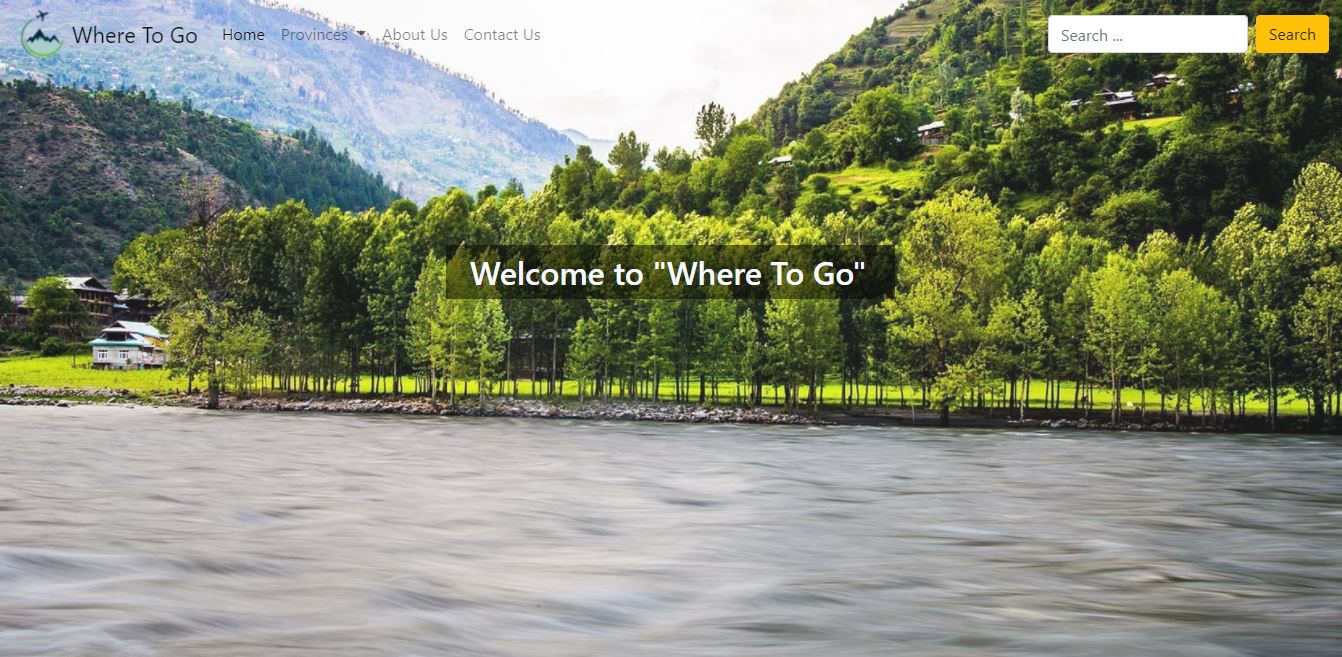 Where To Go
Home
Provinces
About Us
Contact Us
Search ...
Search
Welcome to "Where To Go"